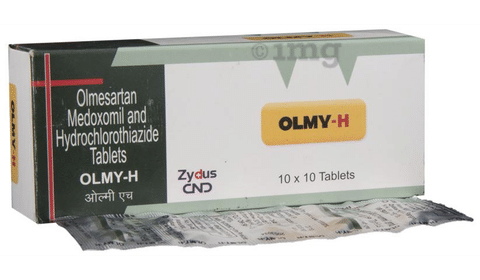 ©1mg
Olmesartan
Medoxomil and
Hydrochlorothiazide
Tablets
OLMY-H
ओल्मी एच
OLMY-H
Zydus
CND
10 x 10 Tablets